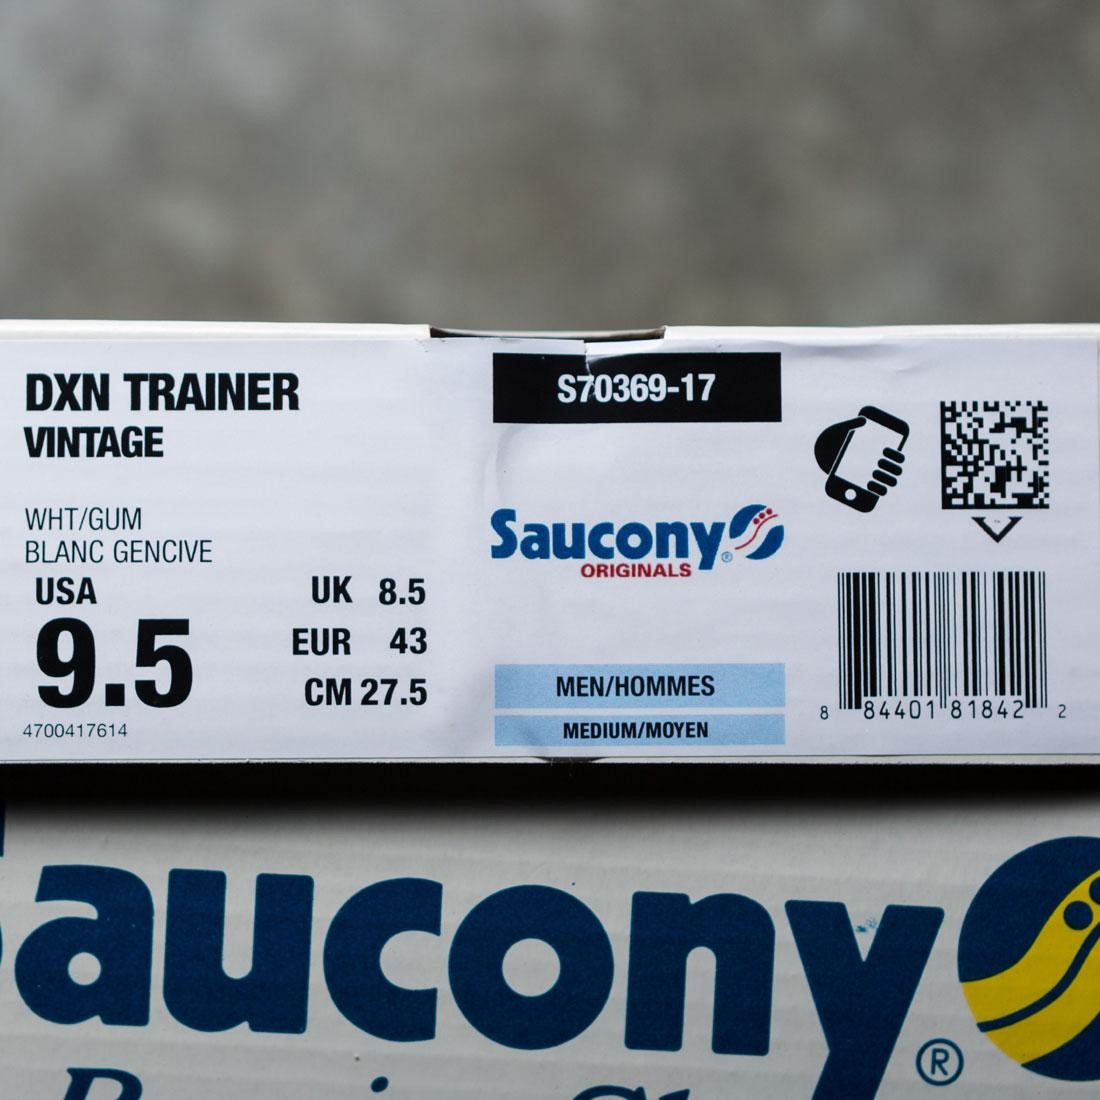 DXN TRAINER
VINTAGE
WHT/GUM
BLANC GENCIVE
USA
9.5
UK 8.5
EUR 43
CM 27.5
4700417614
S70369-17
Saucony®
ORIGINALS
MEN/HOMMES
MEDIUM/MOYEN
8 84401 81842 2
Saucony®